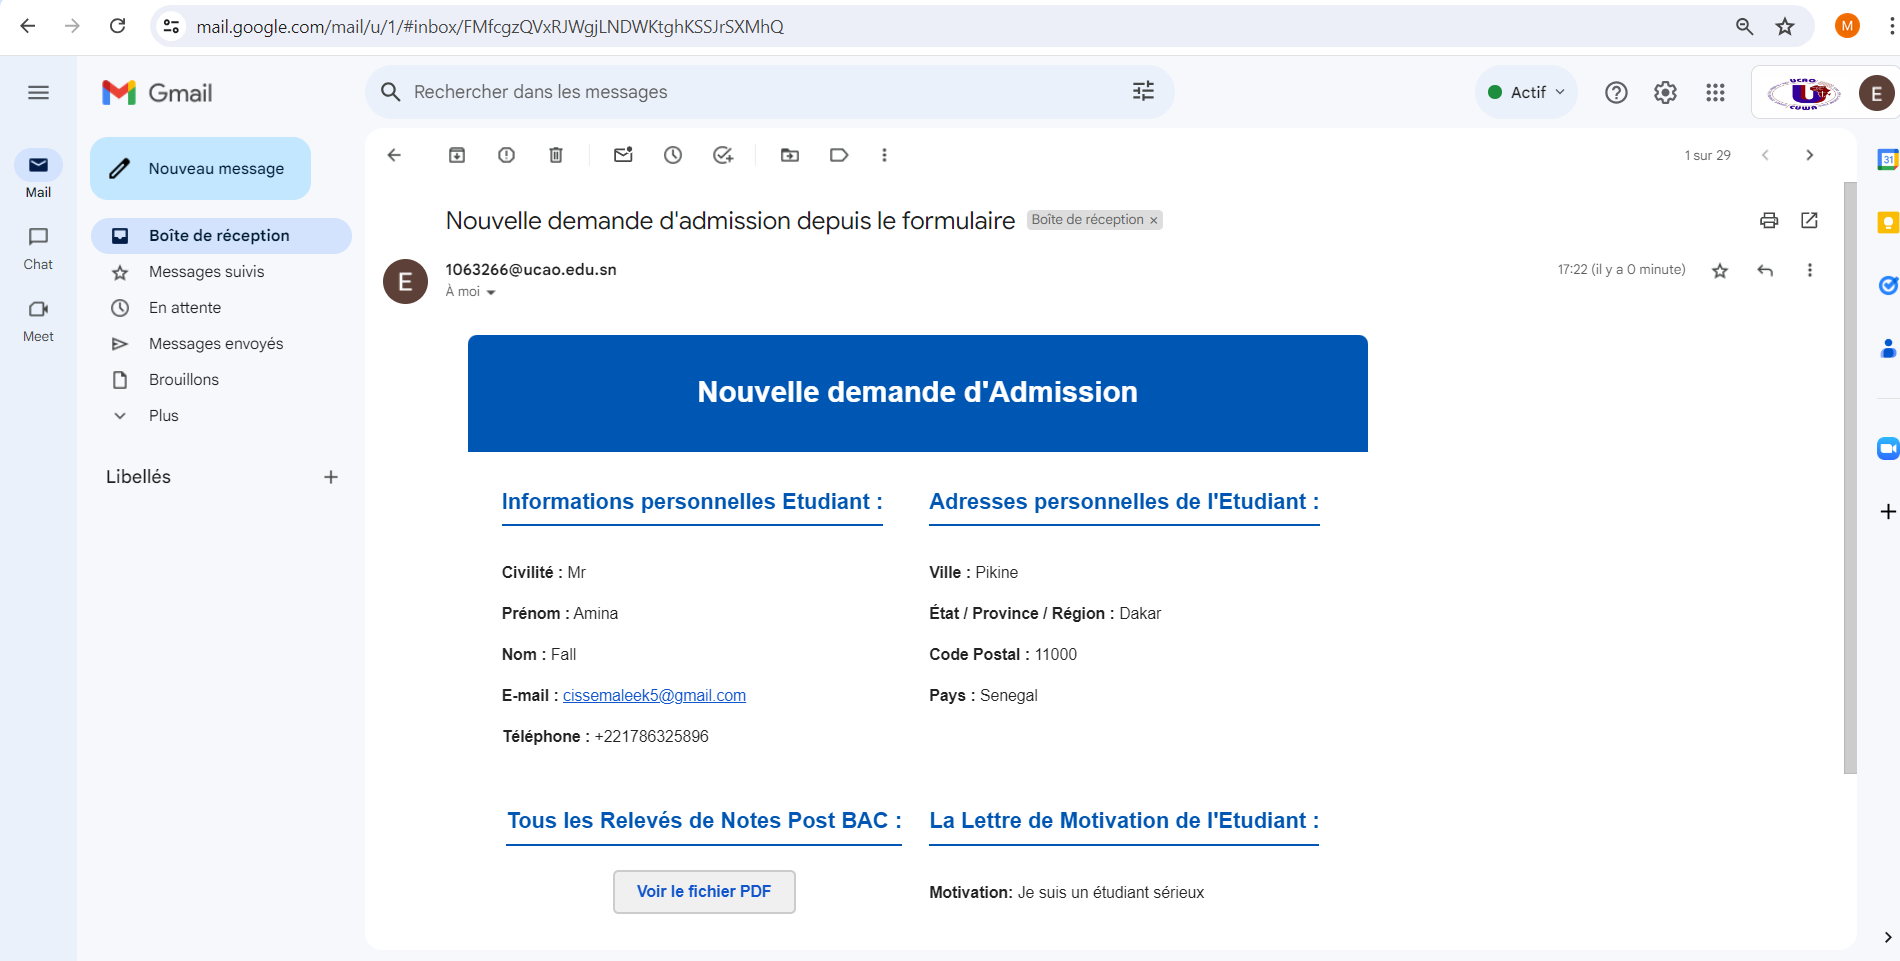 mail.google.com/mail/u/1/#inbox/FMfcgzQVxRJWgjLNDWKtghKSSJrSXMhQ
M
Gmail
Rechercher dans les messages
Actif
UCAO
U
CUWA
E
Nouveau message
Mail
Chat
Meet
Boîte de réception
Messages suivis
En attente
Messages envoyés
Brouillons
Plus
Libellés
1 sur 29
31
Nouvelle demande d'admission depuis le formulaire
Boîte de réception ×
E
1063266@ucao.edu.sn
À moi
17:22 (il y a 0 minute)
Nouvelle demande d'Admission
Informations personnelles Etudiant :
Civilité : Mr
Prénom : Amina
Nom : Fall
E-mail : cissemaleek5@gmail.com
Téléphone : +221786325896
Adresses personnelles de l'Etudiant :
Ville : Pikine
État / Province / Région : Dakar
Code Postal : 11000
Pays : Senegal
Tous les Relevés de Notes Post BAC :
Voir le fichier PDF
La Lettre de Motivation de l'Etudiant :
Motivation: Je suis un étudiant sérieux